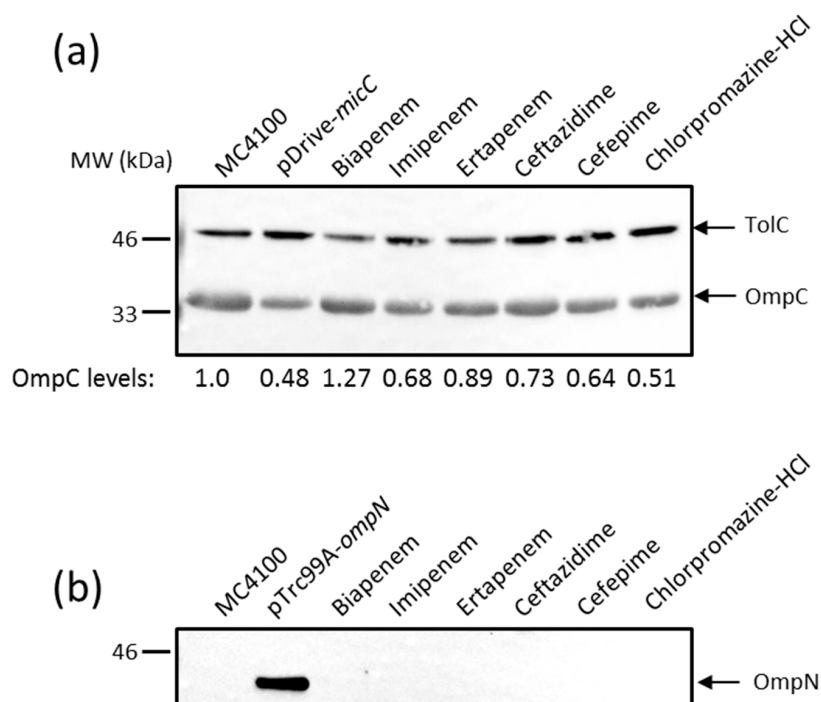 (a)
MC4100
pDrive-micC
Biapenem
Imipenem
Ertapenem
Ceftazidime
Cefepime
Chlorpromazine-HCl
MW (kDa)
46
TolC
33
OmpC
OmpC levels: 1.0 0.48 1.27 0.68 0.89 0.73 0.64 0.51
(b)
MC4100
pTrc99A-ompN
Biapenem
Imipenem
Ertapenem
Ceftazidime
Cefepime
Chlorpromazine-HCl
46
OmpN